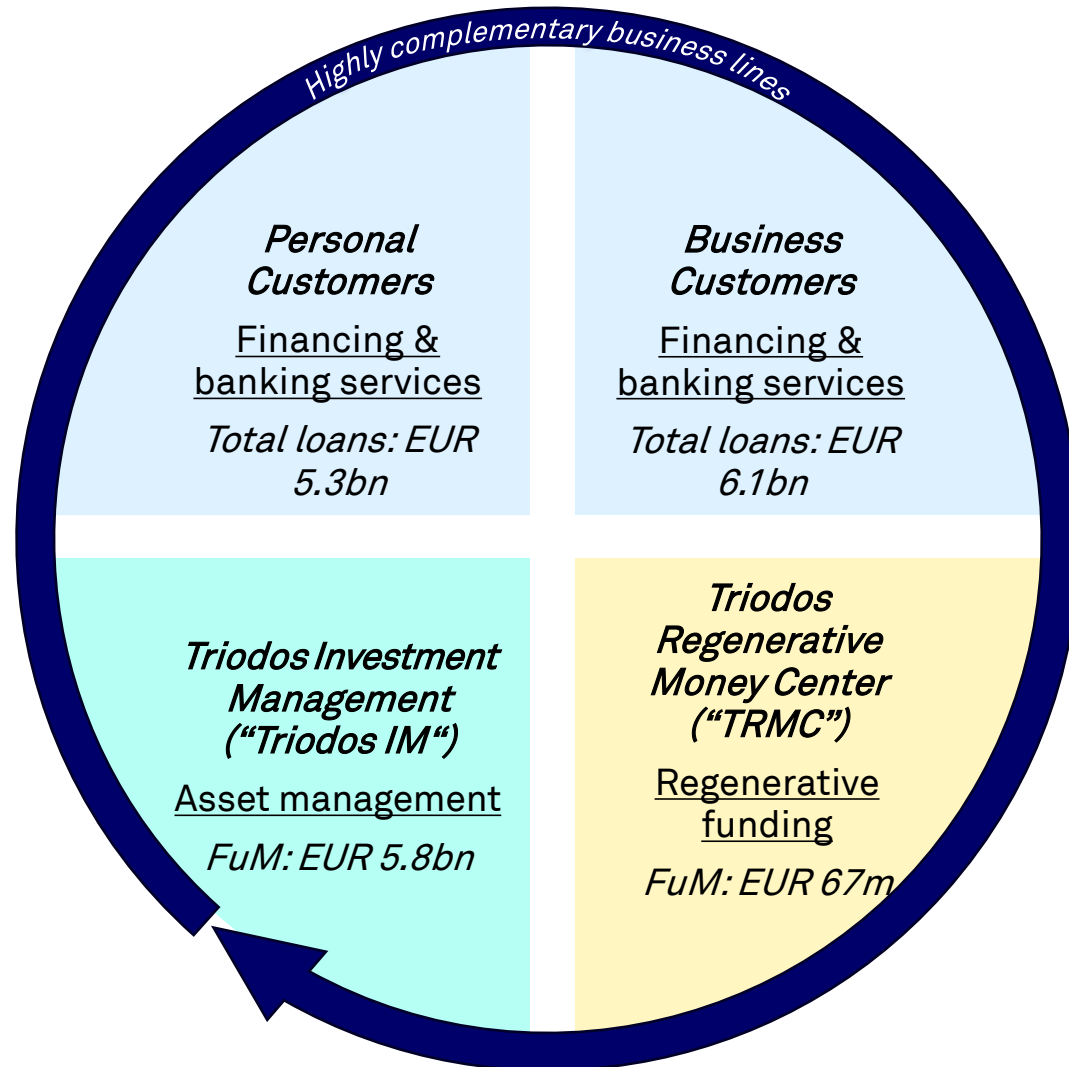 Highly complementary business lines
Personal
Customers
Financing &
banking services
Total loans: EUR
5.3bn
Business
Customers
Financing &
banking services
Total loans: EUR
6.1bn
Triodos Investment
Management
(“Triodos IM“)
Asset management
FuM: EUR 5.8bn
Triodos
Regenerative
Money Center
(“TRMC”)
Regenerative
funding
FuM: EUR 67m